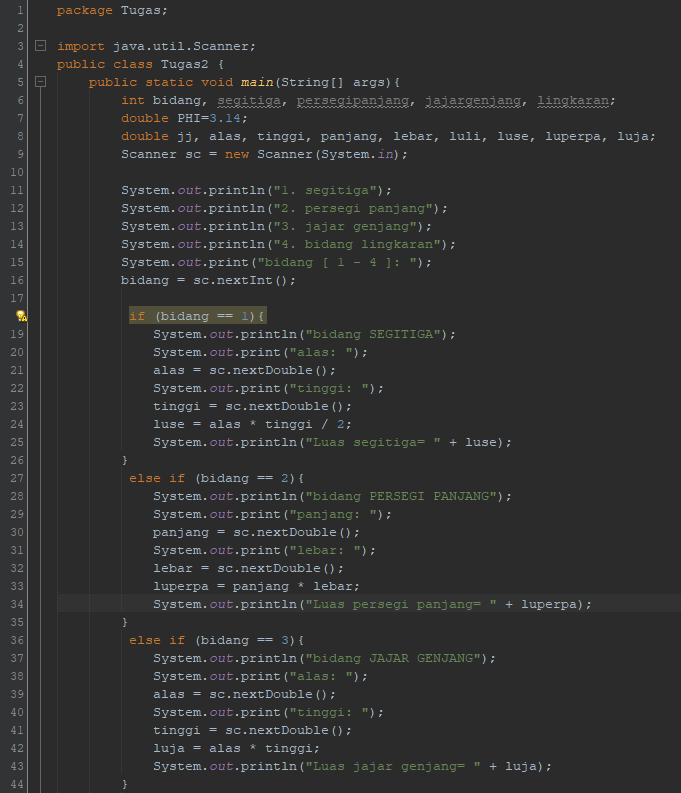 1 package Tugas;
2
3 import java.util.Scanner;
4 public class Tugas2 {
5     public static void main(String[] args){
6         int bidang, segitiga, persegipanjang, jajargenjang, lingkaran;
7         double PHI=3.14;
8         double jj, alas, tinggi, panjang, lebar, luli, luse, luperpa, luja;
9         Scanner sc = new Scanner(System.in);
10
11         System.out.println("1. segitiga");
12         System.out.println("2. persegi panjang");
13         System.out.println("3. jajar genjang");
14         System.out.println("4. bidang lingkaran");
15         System.out.print("bidang [ 1 - 4 ]: ");
16         bidang = sc.nextInt();
17
          if (bidang == 1){
19             System.out.println("bidang SEGITIGA");
20             System.out.print("alas: ");
21             alas = sc.nextDouble();
22             System.out.print("tinggi: ");
23             tinggi = sc.nextDouble();
24             luse = alas * tinggi / 2;
25             System.out.println("Luas segitiga= " + luse);
26         }
27          else if (bidang == 2){
28             System.out.println("bidang PERSEGI PANJANG");
29             System.out.print("panjang: ");
30             panjang = sc.nextDouble();
31             System.out.print("lebar: ");
32             lebar = sc.nextDouble();
33             luperpa = panjang * lebar;
34             System.out.println("Luas persegi panjang= " + luperpa);
35         }
36          else if (bidang == 3){
37             System.out.println("bidang JAJAR GENJANG");
38             System.out.print("alas: ");
39             alas = sc.nextDouble();
40             System.out.print("tinggi: ");
41             tinggi = sc.nextDouble();
42             luja = alas * tinggi;
43             System.out.println("Luas jajar genjang= " + luja);
44         }